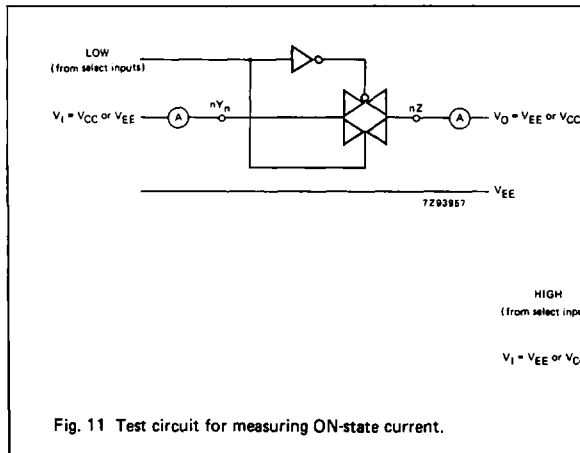 LOW
(from select inputs)
V_I = V_CC or V_EE
A
nY_n
nZ
A
V_O = V_EE or V_CC
V_EE
7Z93957
HIGH
(from select inpu
V_I = V_EE or V_C
Fig. 11 Test circuit for measuring ON-state current.